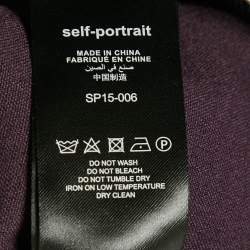 self-portrait
MADE IN CHINA
FABRIQUÉ EN CHINE
صنع في الصين
中国制造
SP15-006
DO NOT WASH
DO NOT BLEACH
DO NOT TUMBLE DRY
IRON ON LOW TEMPERATURE
DRY CLEAN